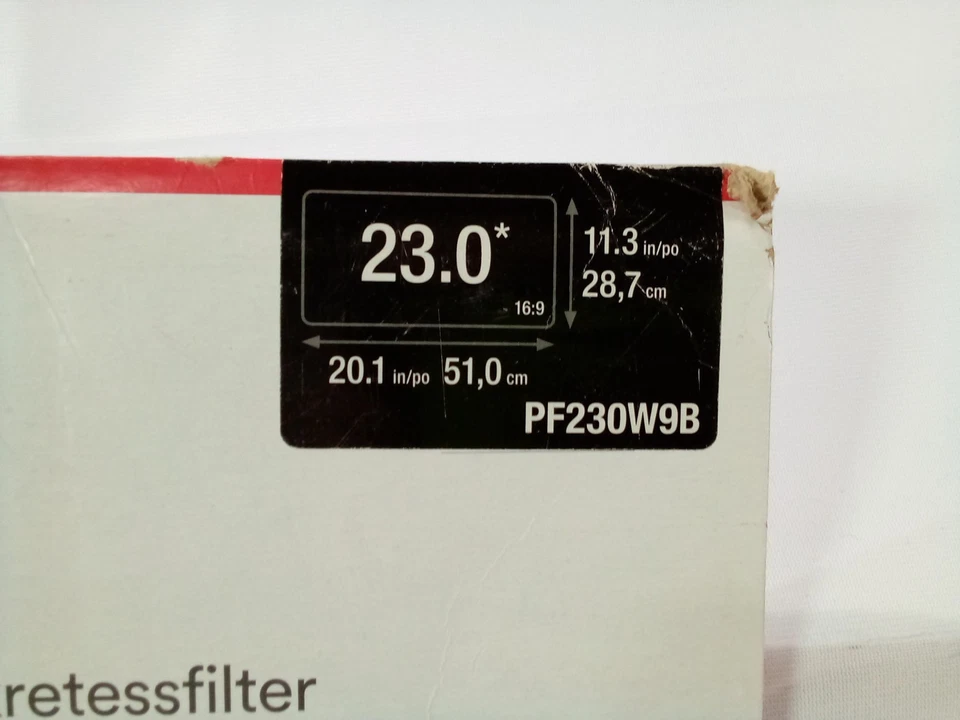 23.0*
16:9
11.3 in/po
28,7 cm
20.1 in/po 51,0 cm
PF230W9B
retessfilter